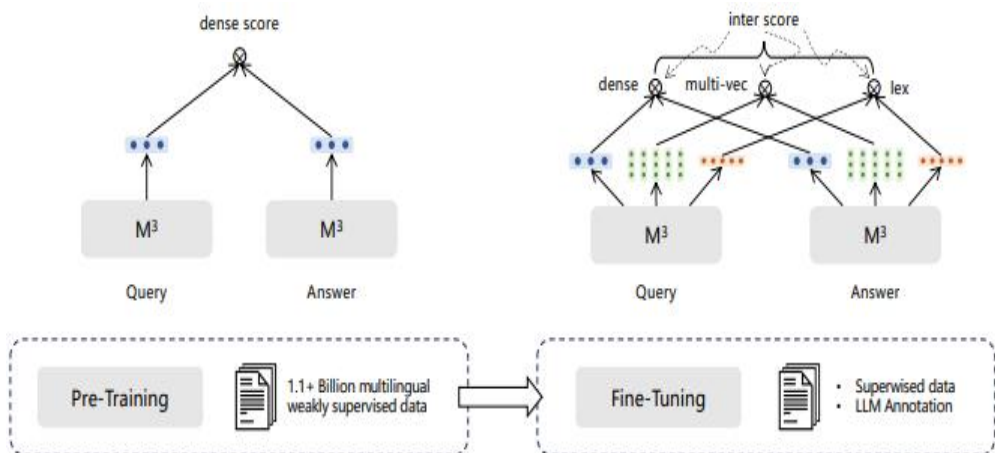 dense score
M³
M³
Query
Answer
inter score
dense
multi-vec
lex
M³
M³
Query
Answer
Pre-Training
1.1+ Billion multilingual
weakly supervised data
Fine-Tuning
• Superwised data
• LLM Annotation